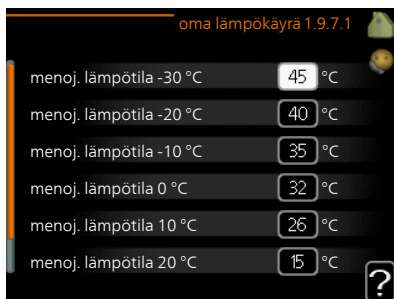 oma lämpökäyrä 1.9.7.1
menoj. lämpötila -30 °C 45 °C
menoj. lämpötila -20 °C 40 °C
menoj. lämpötila -10 °C 35 °C
menoj. lämpötila 0 °C 32 °C
menoj. lämpötila 10 °C 26 °C
menoj. lämpötila 20 °C 15 °C
?